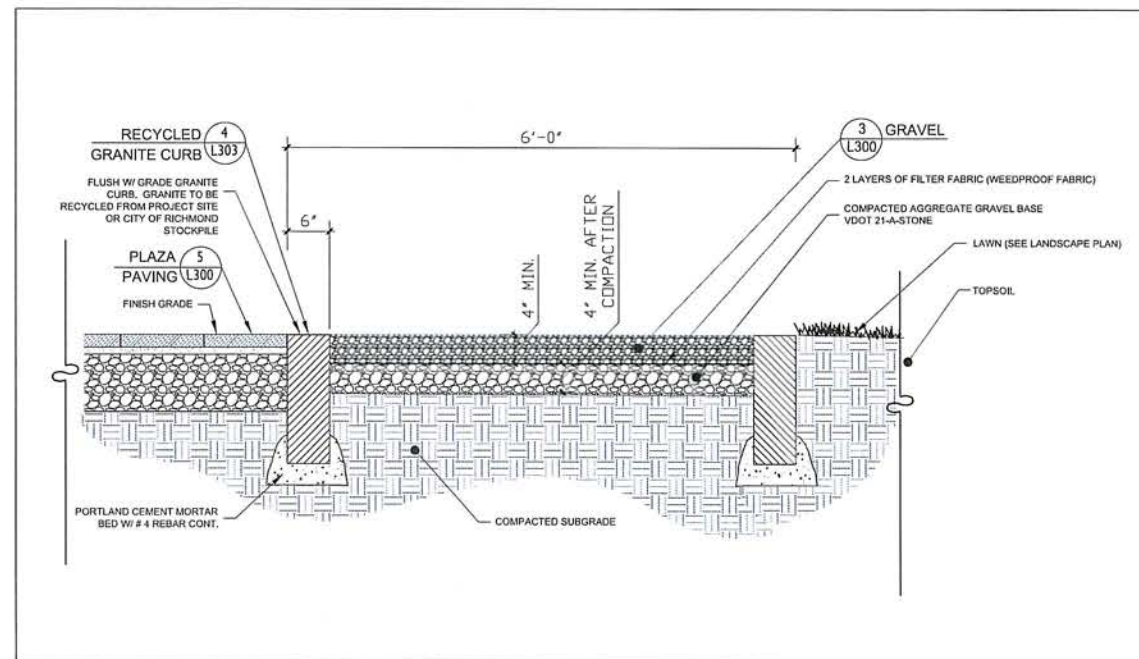 RECYCLED
GRANITE CURB
4
L303
FLUSH W/ GRADE GRANITE
CURB. GRANITE TO BE
RECYCLED FROM PROJECT SITE
OR CITY OF RICHMOND
STOCKPILE
6"
PLAZA
PAVING
5
L300
FINISH GRADE
6'-0"
4" MIN.
4" MIN. AFTER
COMPACTION
3
L300
GRAVEL
2 LAYERS OF FILTER FABRIC (WEEDPROOF FABRIC)
COMPACTED AGGREGATE GRAVEL BASE
VDOT 21-A-STONE
LAWN (SEE LANDSCAPE PLAN)
TOPSOIL
PORTLAND CEMENT MORTAR
BED W/ # 4 REBAR CONT.
COMPACTED SUBGRADE